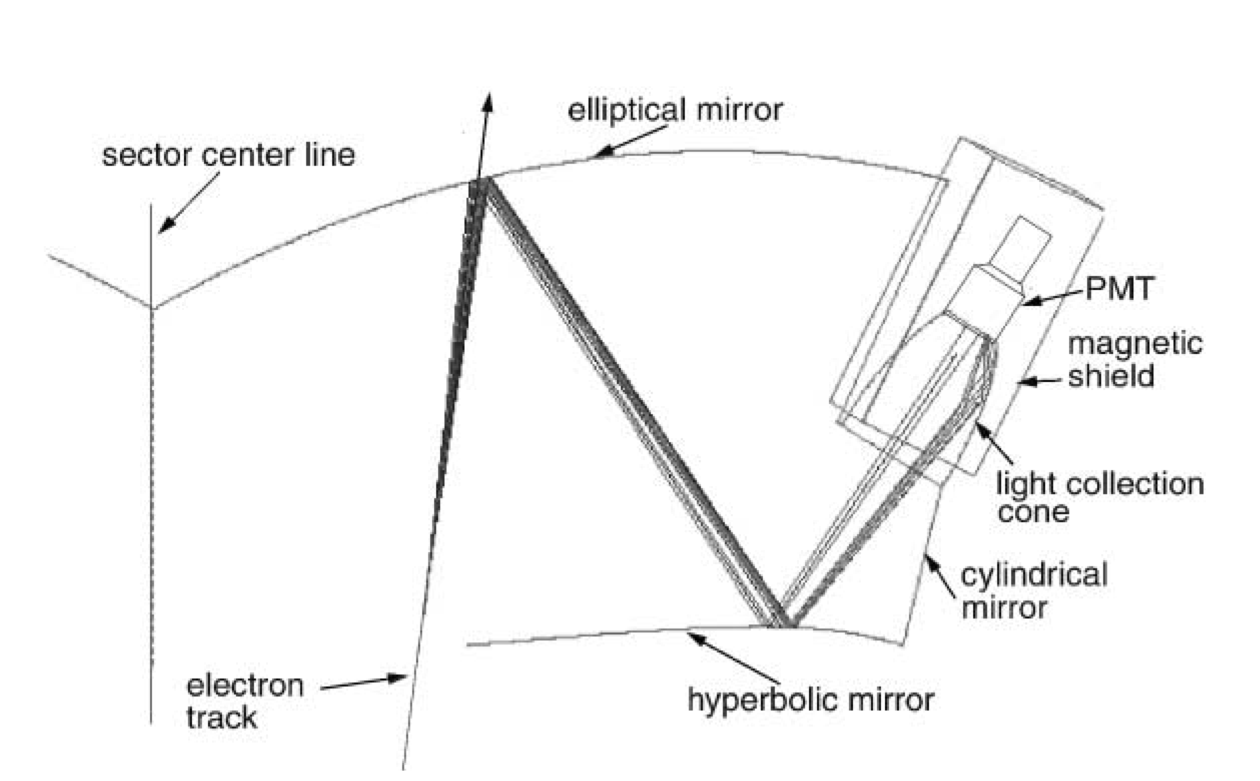 elliptical mirror
sector center line
PMT
magnetic
shield
light collection
cone
cylindrical
mirror
electron
track
hyperbolic mirror